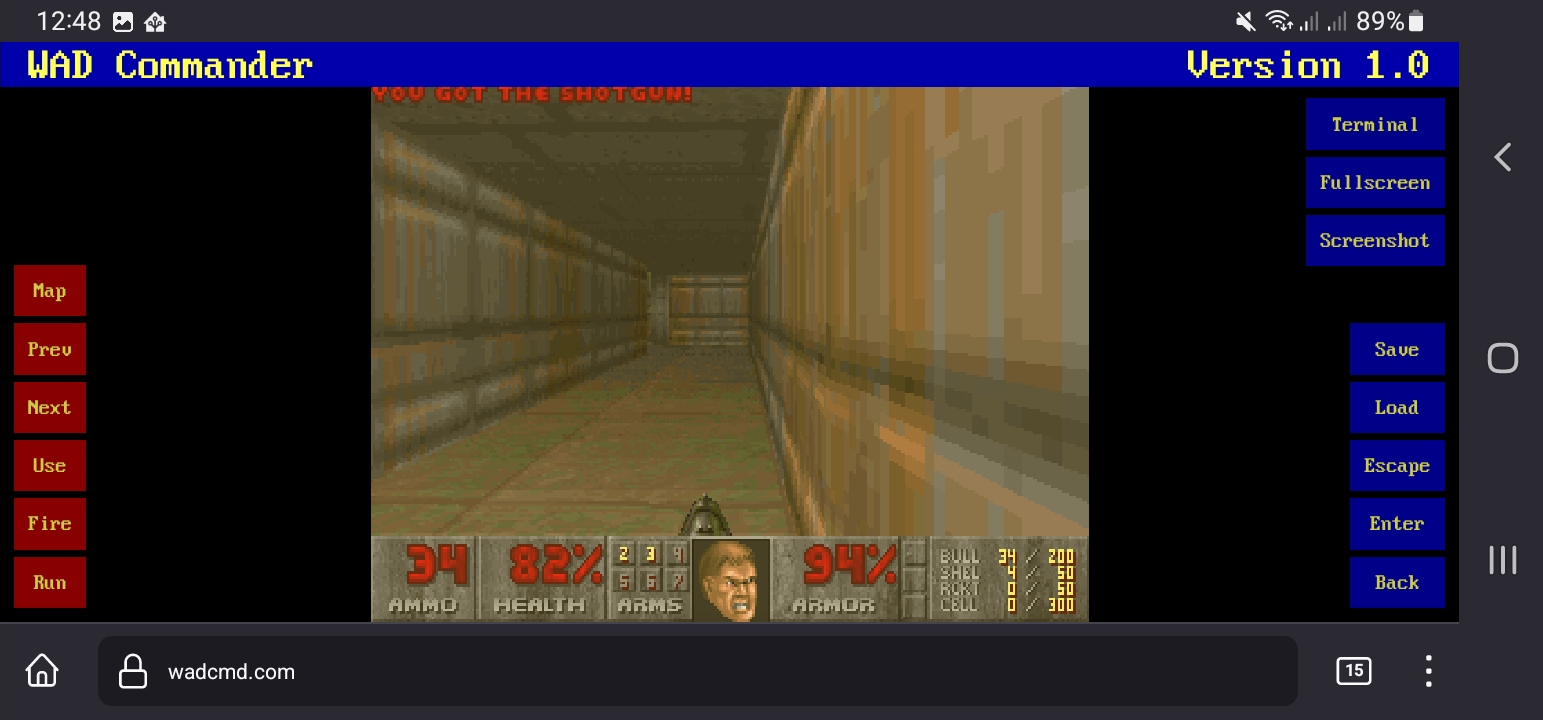 12:48 89%
WAD Commander Version 1.0
YOU GOT THE SHOTGUN!
Terminal
Fullscreen
Screenshot
Map
Prev
Next
Use
Fire
Run
Save
Load
Escape
Enter
Back
34 82% 2 3 4 94%
5 6 7
AMMO HEALTH ARMS ARMOR
BULL 34 / 200
SHEL 4 / 50
RCKT 0 / 50
CELL 0 / 300
wadcmd.com 15